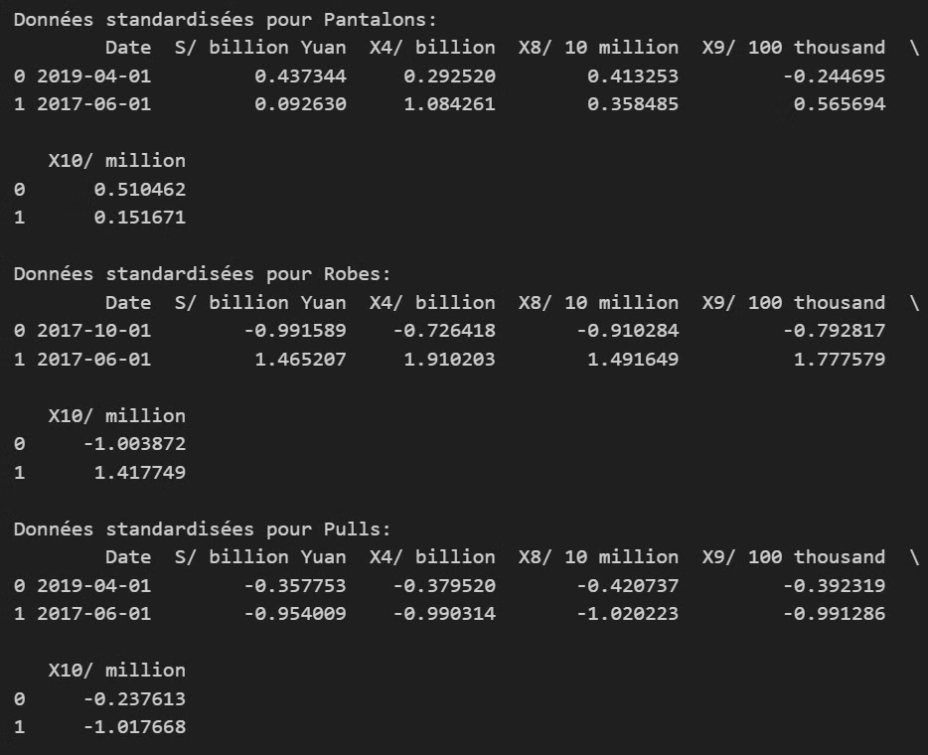 Données standardisées pour Pantalons:
        Date  S/ billion Yuan  X4/ billion  X8/ 10 million  X9/ 100 thousand  \
0 2019-04-01         0.437344     0.292520        0.413253         -0.244695
1 2017-06-01         0.092630     1.084261        0.358485          0.565694

   X10/ million
0      0.510462
1      0.151671

Données standardisées pour Robes:
        Date  S/ billion Yuan  X4/ billion  X8/ 10 million  X9/ 100 thousand  \
0 2017-10-01        -0.991589    -0.726418       -0.910284         -0.792817
1 2017-06-01         1.465207     1.910203        1.491649          1.777579

   X10/ million
0     -1.003872
1      1.417749

Données standardisées pour Pulls:
        Date  S/ billion Yuan  X4/ billion  X8/ 10 million  X9/ 100 thousand  \
0 2019-04-01        -0.357753    -0.379520       -0.420737         -0.392319
1 2017-06-01        -0.954009    -0.990314       -1.020223         -0.991286

   X10/ million
0     -0.237613
1     -1.017668